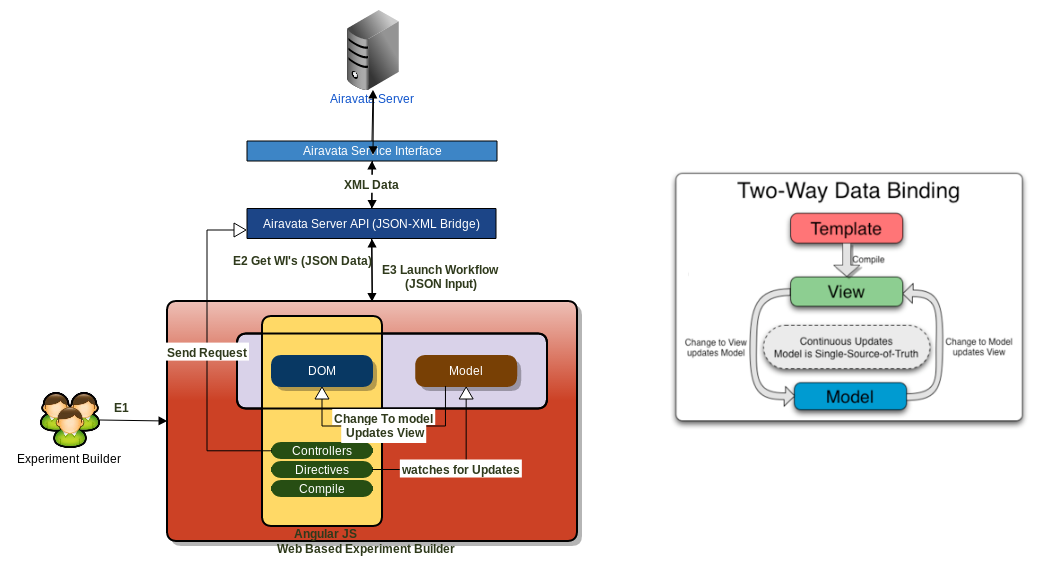 Airavata Server
Airavata Service Interface
XML Data
Airavata Server API (JSON-XML Bridge)
E2 Get WI's (JSON Data)
E3 Launch Workflow
(JSON Input)
Send Request
DOM
Model
E1
Experiment Builder
Change To model
Updates View
Controllers
Directives
watches for Updates
Compile
Angular JS
Web Based Experiment Builder
Two-Way Data Binding
Template
Compile
View
Change to View
updates Model
Continuous Updates
Model is Single-Source-of-Truth
Change to Model
updates View
Model